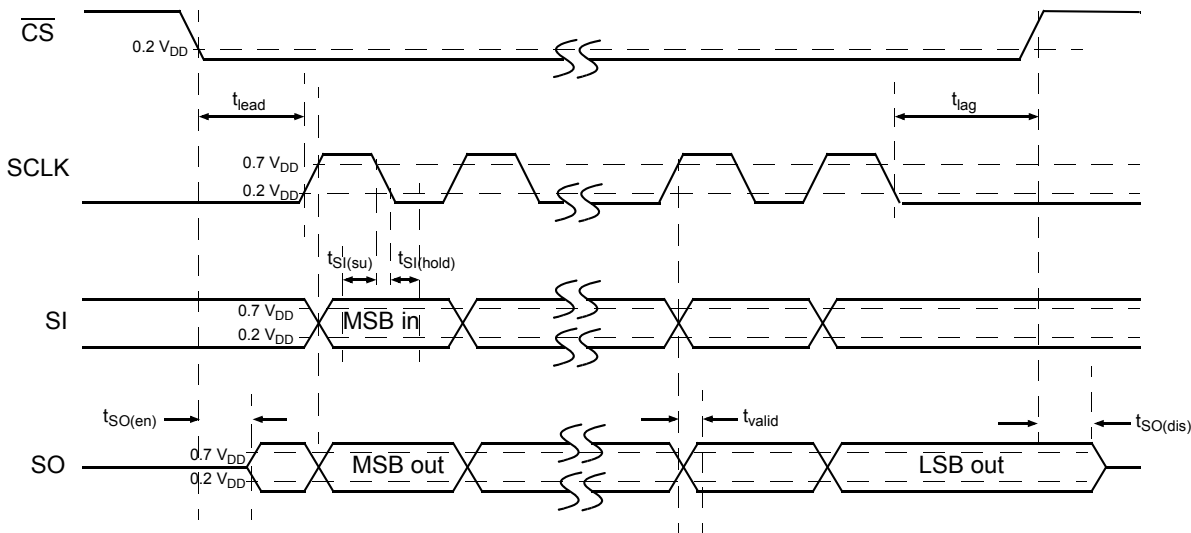 CS
0.2 VDD
tlead
tlag
SCLK
0.7 VDD
0.2 VDD
tSI(su)
tSI(hold)
SI
0.7 VDD
0.2 VDD
MSB in
tSO(en)
tvalid
tSO(dis)
SO
0.7 VDD
0.2 VDD
MSB out
LSB out